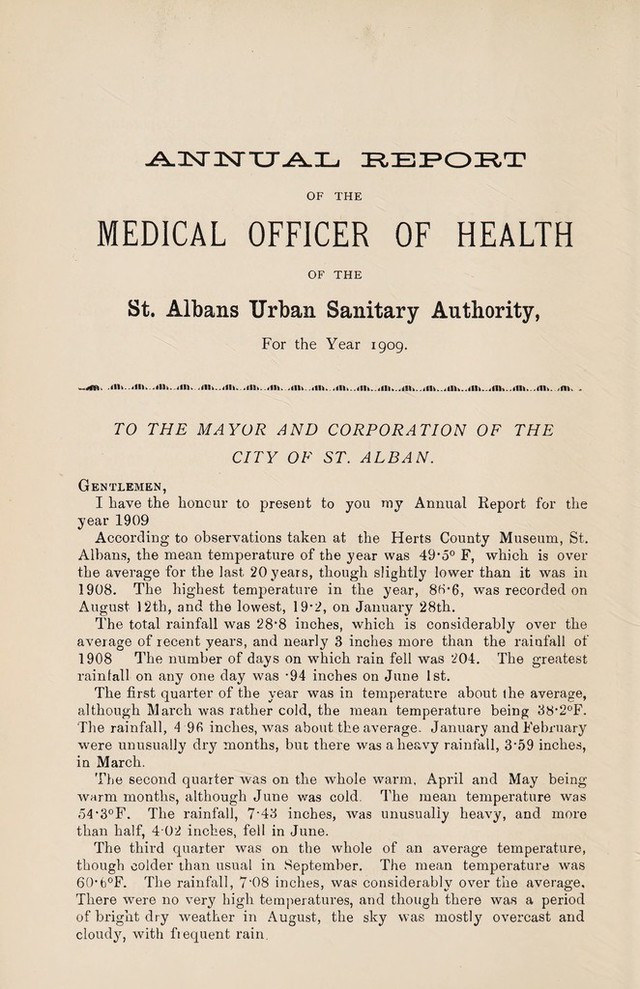 ANNUAL REPORT
OF THE
MEDICAL OFFICER OF HEALTH
OF THE
St. Albans Urban Sanitary Authority,
For the Year 1909.
TO THE MAYOR AND CORPORATION OF THE
CITY OF ST. ALBAN.
GENTLEMEN,
I have the honour to present to you my Annual Report for the
year 1909
According to observations taken at the Herts County Museum, St.
Albans, the mean temperature of the year was 49·5° F, which is over
the average for the last 20 years, though slightly lower than it was in
1908. The highest temperature in the year, 86·6, was recorded on
August 12th, and the lowest, 19·2, on January 28th.
The total rainfall was 28·8 inches, which is considerably over the
average of recent years, and nearly 3 inches more than the rainfall of
1908 The number of days on which rain fell was 204. The greatest
rainfall on any one day was ·94 inches on June 1st.
The first quarter of the year was in temperature about the average,
although March was rather cold, the mean temperature being 38·2°F.
The rainfall, 4 96 inches, was about the average. January and February
were unusually dry months, but there was a heavy rainfall, 3·59 inches,
in March.
The second quarter was on the whole warm, April and May being
warm months, although June was cold. The mean temperature was
54·3°F. The rainfall, 7·43 inches, was unusually heavy, and more
than half, 4·02 inches, fell in June.
The third quarter was on the whole of an average temperature,
though colder than usual in September. The mean temperature was
60·6°F. The rainfall, 7·08 inches, was considerably over the average.
There were no very high temperatures, and though there was a period
of bright dry weather in August, the sky was mostly overcast and
cloudy, with frequent rain.